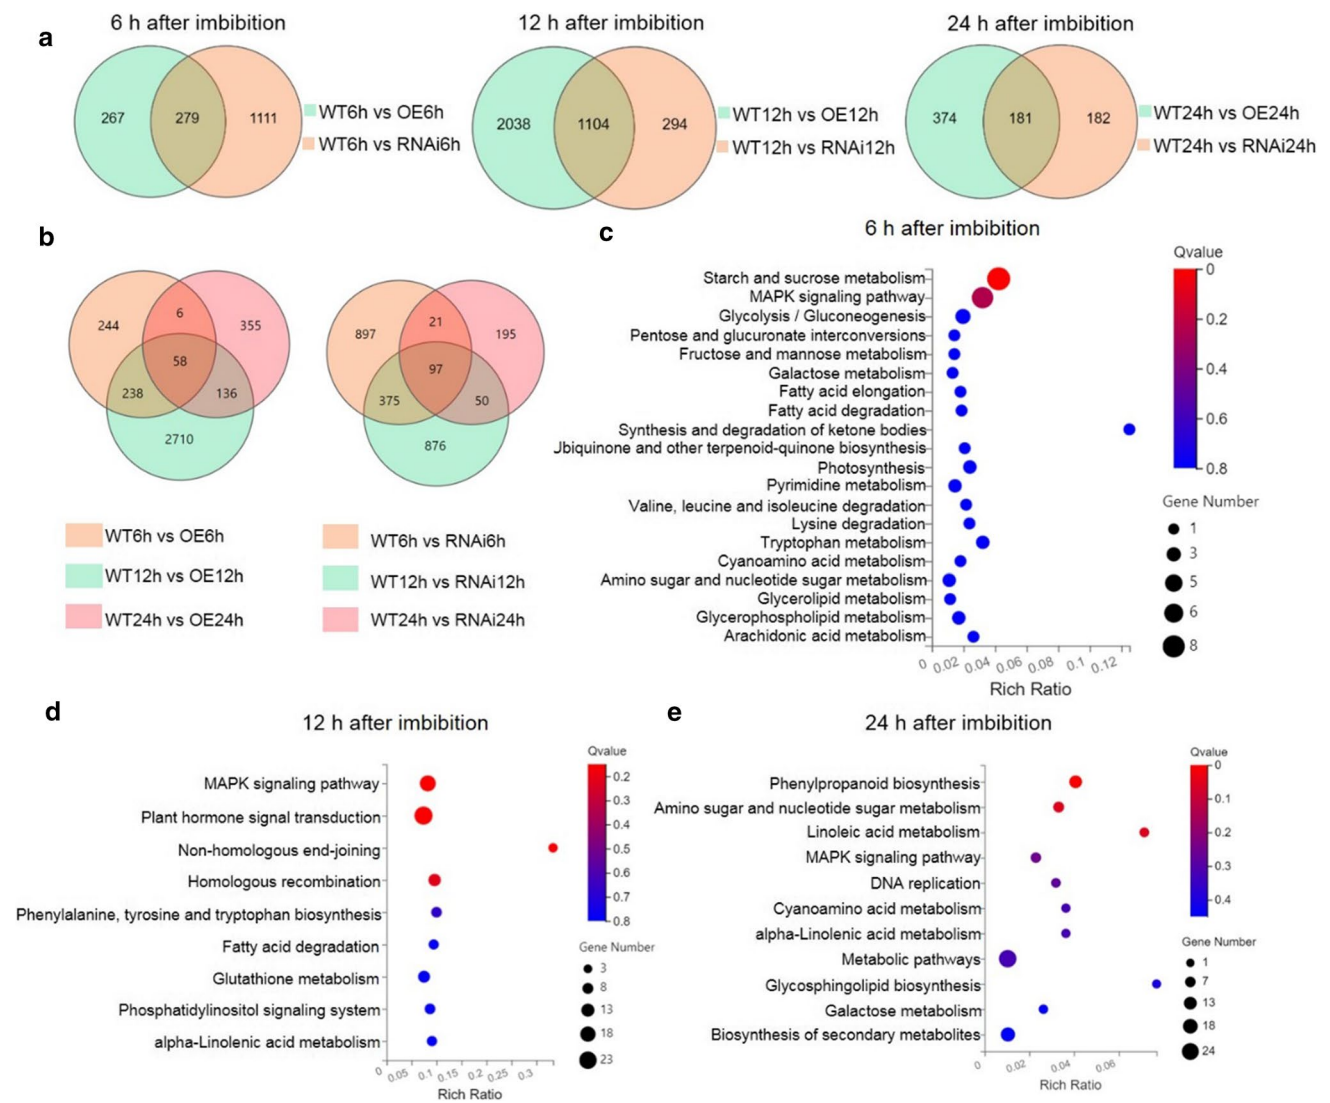 a
6 h after imbibition
267
279
1111
WT6h vs OE6h
WT6h vs RNAi6h
12 h after imbibition
2038
1104
294
WT12h vs OE12h
WT12h vs RNAi12h
24 h after imbibition
374
181
182
WT24h vs OE24h
WT24h vs RNAi24h
b
244
6
355
58
238
136
2710
WT6h vs OE6h
WT12h vs OE12h
WT24h vs OE24h
897
21
195
97
375
50
876
WT6h vs RNAi6h
WT12h vs RNAi12h
WT24h vs RNAi24h
c
6 h after imbibition
Starch and sucrose metabolism
MAPK signaling pathway
Glycolysis / Gluconeogenesis
Pentose and glucuronate interconversions
Fructose and mannose metabolism
Galactose metabolism
Fatty acid elongation
Fatty acid degradation
Synthesis and degradation of ketone bodies
Jbiquinone and other terpenoid-quinone biosynthesis
Photosynthesis
Pyrimidine metabolism
Valine, leucine and isoleucine degradation
Lysine degradation
Tryptophan metabolism
Cyanoamino acid metabolism
Amino sugar and nucleotide sugar metabolism
Glycerolipid metabolism
Glycerophospholipid metabolism
Arachidonic acid metabolism
0 0.02 0.04 0.06 0.08 0.1 0.12
Rich Ratio
Qvalue
0
0.2
0.4
0.6
0.8
Gene Number
1
3
5
6
8
d
12 h after imbibition
MAPK signaling pathway
Plant hormone signal transduction
Non-homologous end-joining
Homologous recombination
Phenylalanine, tyrosine and tryptophan biosynthesis
Fatty acid degradation
Glutathione metabolism
Phosphatidylinositol signaling system
alpha-Linolenic acid metabolism
0 0.05 0.1 0.15 0.2 0.25 0.3
Rich Ratio
Qvalue
0.2
0.3
0.4
0.5
0.6
0.7
0.8
Gene Number
3
8
13
18
23
e
24 h after imbibition
Phenylpropanoid biosynthesis
Amino sugar and nucleotide sugar metabolism
Linoleic acid metabolism
MAPK signaling pathway
DNA replication
Cyanoamino acid metabolism
alpha-Linolenic acid metabolism
Metabolic pathways
Glycosphingolipid biosynthesis
Galactose metabolism
Biosynthesis of secondary metabolites
0 0.02 0.04 0.06
Rich Ratio
Qvalue
0
0.1
0.2
0.3
0.4
Gene Number
1
7
13
18
24